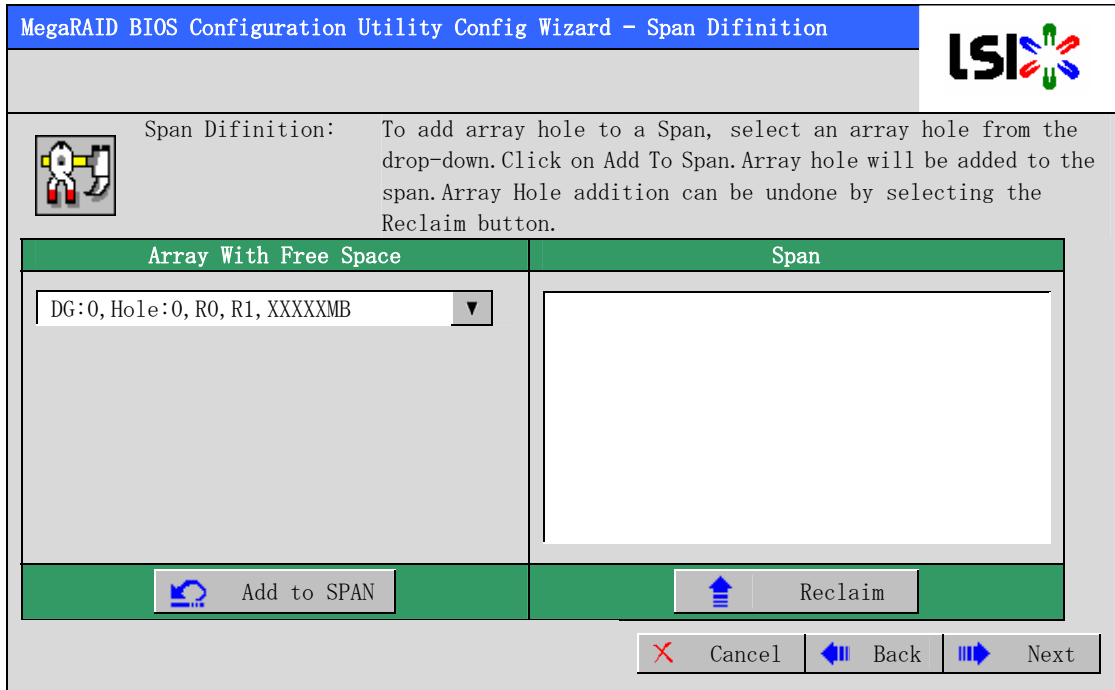 MegaRAID BIOS Configuration Utility Config Wizard - Span Difinition
LSI
Span Difinition:
To add array hole to a Span, select an array hole from the
drop-down.Click on Add To Span.Array hole will be added to the
span.Array Hole addition can be undone by selecting the
Reclaim button.
Array With Free Space
Span
DG:0,Hole:0,R0,R1,XXXXXMB
Add to SPAN
Reclaim
Cancel
Back
Next